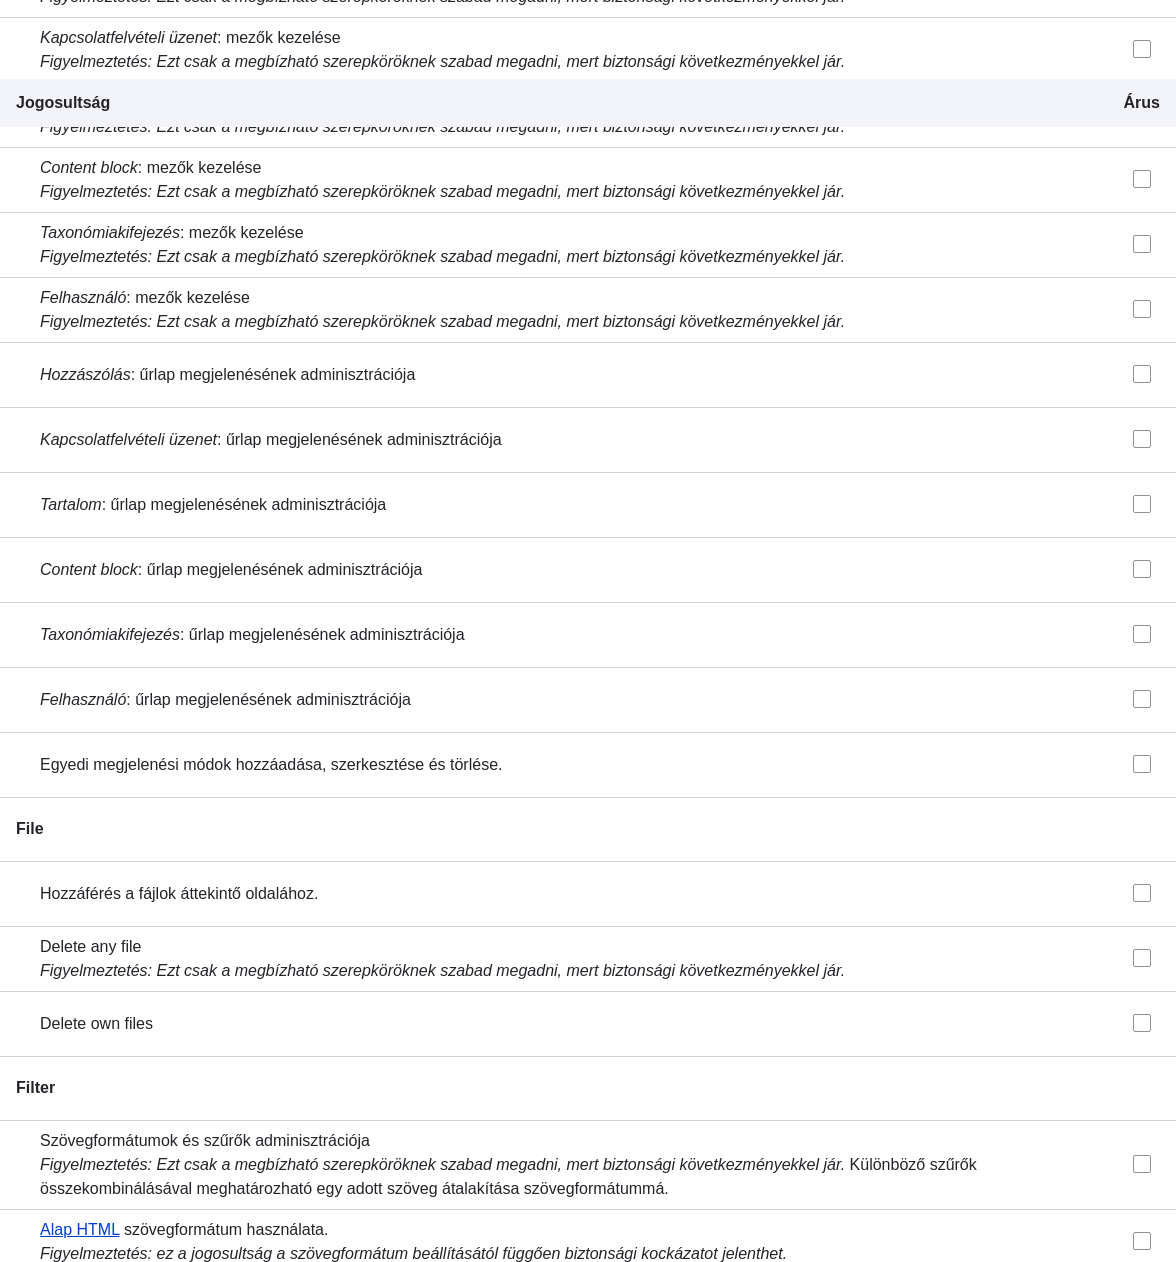 Figyelmeztetés: Ezt csak a megbízható szerepköröknek szabad megadni, mert biztonsági következményekkel jár.
Kapcsolatfelvételi üzenet: mezők kezelése
Figyelmeztetés: Ezt csak a megbízható szerepköröknek szabad megadni, mert biztonsági következményekkel jár.
Jogosultság Árus
Figyelmeztetés: Ezt csak a megbízható szerepköröknek szabad megadni, mert biztonsági következményekkel jár.
Content block: mezők kezelése
Figyelmeztetés: Ezt csak a megbízható szerepköröknek szabad megadni, mert biztonsági következményekkel jár.
Taxonómiakifejezés: mezők kezelése
Figyelmeztetés: Ezt csak a megbízható szerepköröknek szabad megadni, mert biztonsági következményekkel jár.
Felhasználó: mezők kezelése
Figyelmeztetés: Ezt csak a megbízható szerepköröknek szabad megadni, mert biztonsági következményekkel jár.
Hozzászólás: űrlap megjelenésének adminisztrációja
Kapcsolatfelvételi üzenet: űrlap megjelenésének adminisztrációja
Tartalom: űrlap megjelenésének adminisztrációja
Content block: űrlap megjelenésének adminisztrációja
Taxonómiakifejezés: űrlap megjelenésének adminisztrációja
Felhasználó: űrlap megjelenésének adminisztrációja
Egyedi megjelenési módok hozzáadása, szerkesztése és törlése.
File
Hozzáférés a fájlok áttekintő oldalához.
Delete any file
Figyelmeztetés: Ezt csak a megbízható szerepköröknek szabad megadni, mert biztonsági következményekkel jár.
Delete own files
Filter
Szövegformátumok és szűrők adminisztrációja
Figyelmeztetés: Ezt csak a megbízható szerepköröknek szabad megadni, mert biztonsági következményekkel jár. Különböző szűrők
összekombinálásával meghatározható egy adott szöveg átalakítása szövegformátummá.
Alap HTML szövegformátum használata.
Figyelmeztetés: ez a jogosultság a szövegformátum beállításától függően biztonsági kockázatot jelenthet.